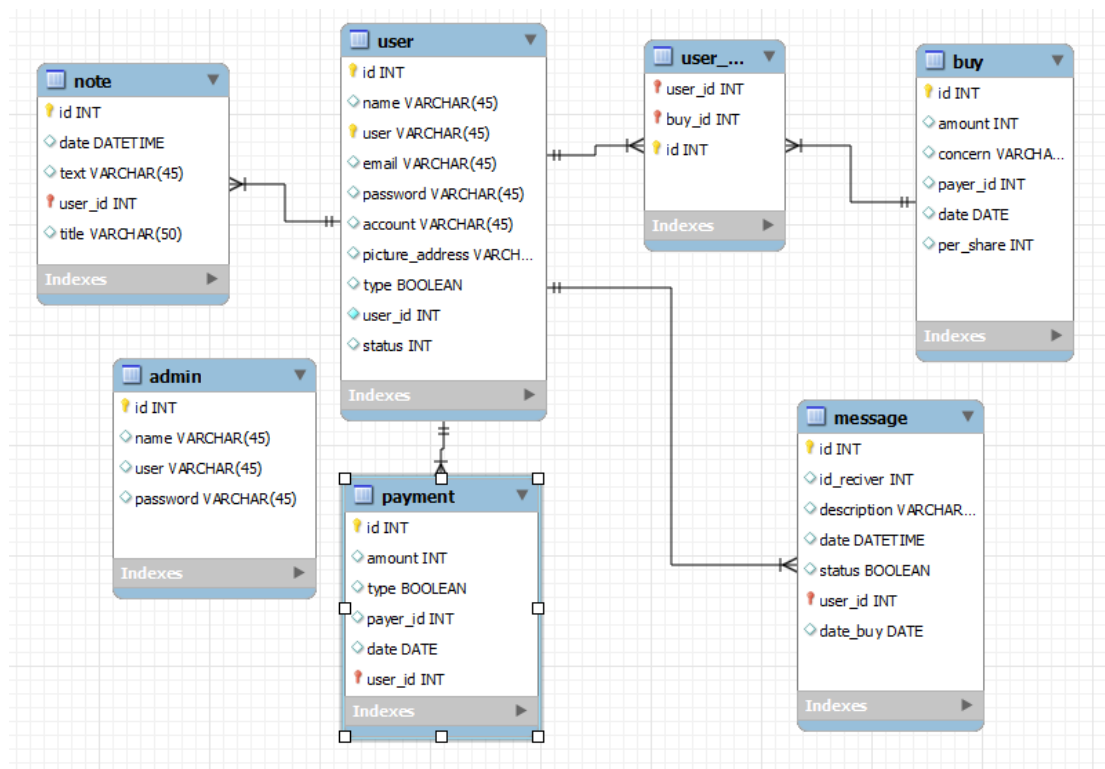 note
id INT
date DATETIME
text VARCHAR(45)
user_id INT
title VARCHAR(50)
Indexes
user
id INT
name VARCHAR(45)
user VARCHAR(45)
email VARCHAR(45)
password VARCHAR(45)
account VARCHAR(45)
picture_address VARCH...
type BOOLEAN
user_id INT
status INT
Indexes
user_...
user_id INT
buy_id INT
id INT
Indexes
buy
id INT
amount INT
concern VARCHA...
payer_id INT
date DATE
per_share INT
Indexes
admin
id INT
name VARCHAR(45)
user VARCHAR(45)
password VARCHAR(45)
Indexes
payment
id INT
amount INT
type BOOLEAN
payer_id INT
date DATE
user_id INT
Indexes
message
id INT
id_reciver INT
description VARCHAR...
date DATETIME
status BOOLEAN
user_id INT
date_buy DATE
Indexes